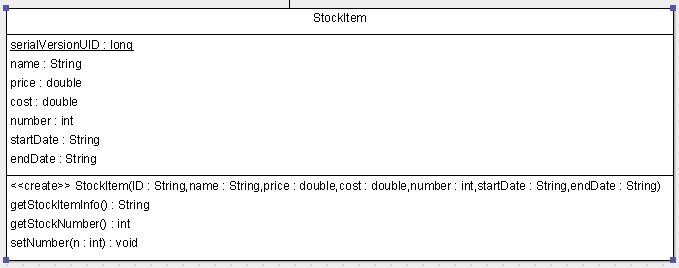 StockItem
serialVersionUID : long
name : String
price : double
cost : double
number : int
startDate : String
endDate : String
<<create>> StockItem(ID : String,name : String,price : double,cost : double,number : int,startDate : String,endDate : String)
getStockItemInfo() : String
getStockNumber() : int
setNumber(n : int) : void